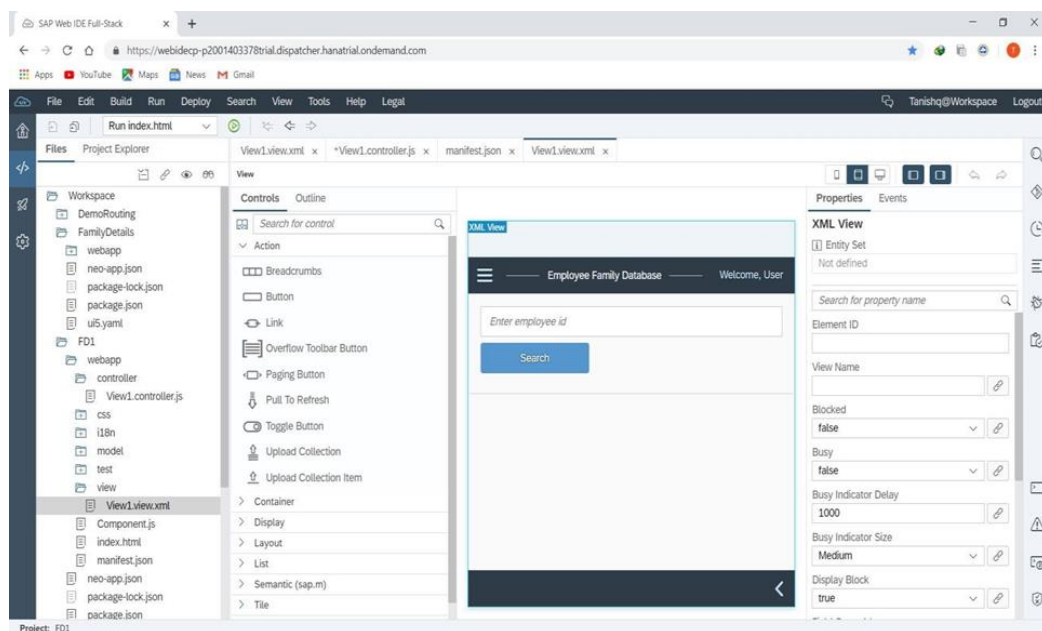 SAP Web IDE Full-Stack
https://webidecp-p2001403378trial.dispatcher.hanatrial.ondemand.com
Apps YouTube Maps News Gmail
File Edit Build Run Deploy Search View Tools Help Legal
Tanishq@Workspace Logout
Run index.html
Files Project Explorer
View1.view.xml *View1.controller.js manifest.json View1.view.xml
View
Workspace
DemoRouting
FamilyDetails
webapp
neo-app.json
package-lock.json
package.json
ui5.yaml
FD1
webapp
controller
View1.controller.js
css
i18n
model
test
view
View1.view.xml
Component.js
index.html
manifest.json
neo-app.json
package-lock.json
package.json
Project: FD1
Controls Outline
Search for control
Action
Breadcrumbs
Button
Link
Overflow Toolbar Button
Paging Button
Pull To Refresh
Toggle Button
Upload Collection
Upload Collection Item
Container
Display
Layout
List
Semantic (sap.m)
Tile
XML View
Employee Family Database
Welcome, User
Enter employee id
Search
Properties Events
XML View
Entity Set
Not defined
Search for property name
Element ID
View Name
Blocked
false
Busy
false
Busy Indicator Delay
1000
Busy Indicator Size
Medium
Display Block
true